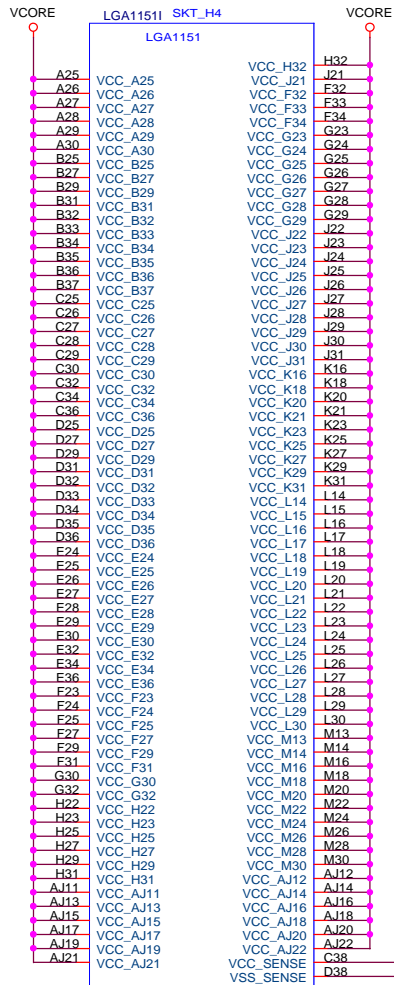 VCORE
LGA1151I SKT_H4
VCORE
LGA1151
A25 VCC_A25
A26 VCC_A26
A27 VCC_A27
A28 VCC_A28
A29 VCC_A29
A30 VCC_A30
B25 VCC_B25
B27 VCC_B27
B29 VCC_B29
B31 VCC_B31
B32 VCC_B32
B33 VCC_B33
B34 VCC_B34
B35 VCC_B35
B36 VCC_B36
B37 VCC_B37
C25 VCC_C25
C26 VCC_C26
C27 VCC_C27
C28 VCC_C28
C29 VCC_C29
C30 VCC_C30
C32 VCC_C32
C34 VCC_C34
C36 VCC_C36
D25 VCC_D25
D27 VCC_D27
D29 VCC_D29
D31 VCC_D31
D32 VCC_D32
D33 VCC_D33
D34 VCC_D34
D35 VCC_D35
D36 VCC_D36
E24 VCC_E24
E25 VCC_E25
E26 VCC_E26
E27 VCC_E27
E28 VCC_E28
E29 VCC_E29
E30 VCC_E30
E32 VCC_E32
E34 VCC_E34
E36 VCC_E36
F23 VCC_F23
F24 VCC_F24
F25 VCC_F25
F27 VCC_F27
F29 VCC_F29
F31 VCC_F31
G30 VCC_G30
G32 VCC_G32
H22 VCC_H22
H23 VCC_H23
H25 VCC_H25
H27 VCC_H27
H29 VCC_H29
H31 VCC_H31
AJ11 VCC_AJ11
AJ13 VCC_AJ13
AJ15 VCC_AJ15
AJ17 VCC_AJ17
AJ19 VCC_AJ19
AJ21 VCC_AJ21
VCC_H32 H32
VCC_J21 J21
VCC_F32 F32
VCC_F33 F33
VCC_F34 F34
VCC_G23 G23
VCC_G24 G24
VCC_G25 G25
VCC_G26 G26
VCC_G27 G27
VCC_G28 G28
VCC_G29 G29
VCC_J22 J22
VCC_J23 J23
VCC_J24 J24
VCC_J25 J25
VCC_J26 J26
VCC_J27 J27
VCC_J28 J28
VCC_J29 J29
VCC_J30 J30
VCC_J31 J31
VCC_K16 K16
VCC_K18 K18
VCC_K20 K20
VCC_K21 K21
VCC_K23 K23
VCC_K25 K25
VCC_K27 K27
VCC_K29 K29
VCC_K31 K31
VCC_L14 L14
VCC_L15 L15
VCC_L16 L16
VCC_L17 L17
VCC_L18 L18
VCC_L19 L19
VCC_L20 L20
VCC_L21 L21
VCC_L22 L22
VCC_L23 L23
VCC_L24 L24
VCC_L25 L25
VCC_L26 L26
VCC_L27 L27
VCC_L28 L28
VCC_L29 L29
VCC_L30 L30
VCC_M13 M13
VCC_M14 M14
VCC_M16 M16
VCC_M18 M18
VCC_M20 M20
VCC_M22 M22
VCC_M24 M24
VCC_M26 M26
VCC_M28 M28
VCC_M30 M30
VCC_AJ12 AJ12
VCC_AJ14 AJ14
VCC_AJ16 AJ16
VCC_AJ18 AJ18
VCC_AJ20 AJ20
VCC_AJ22 AJ22
VCC_SENSE C38
VSS_SENSE D38